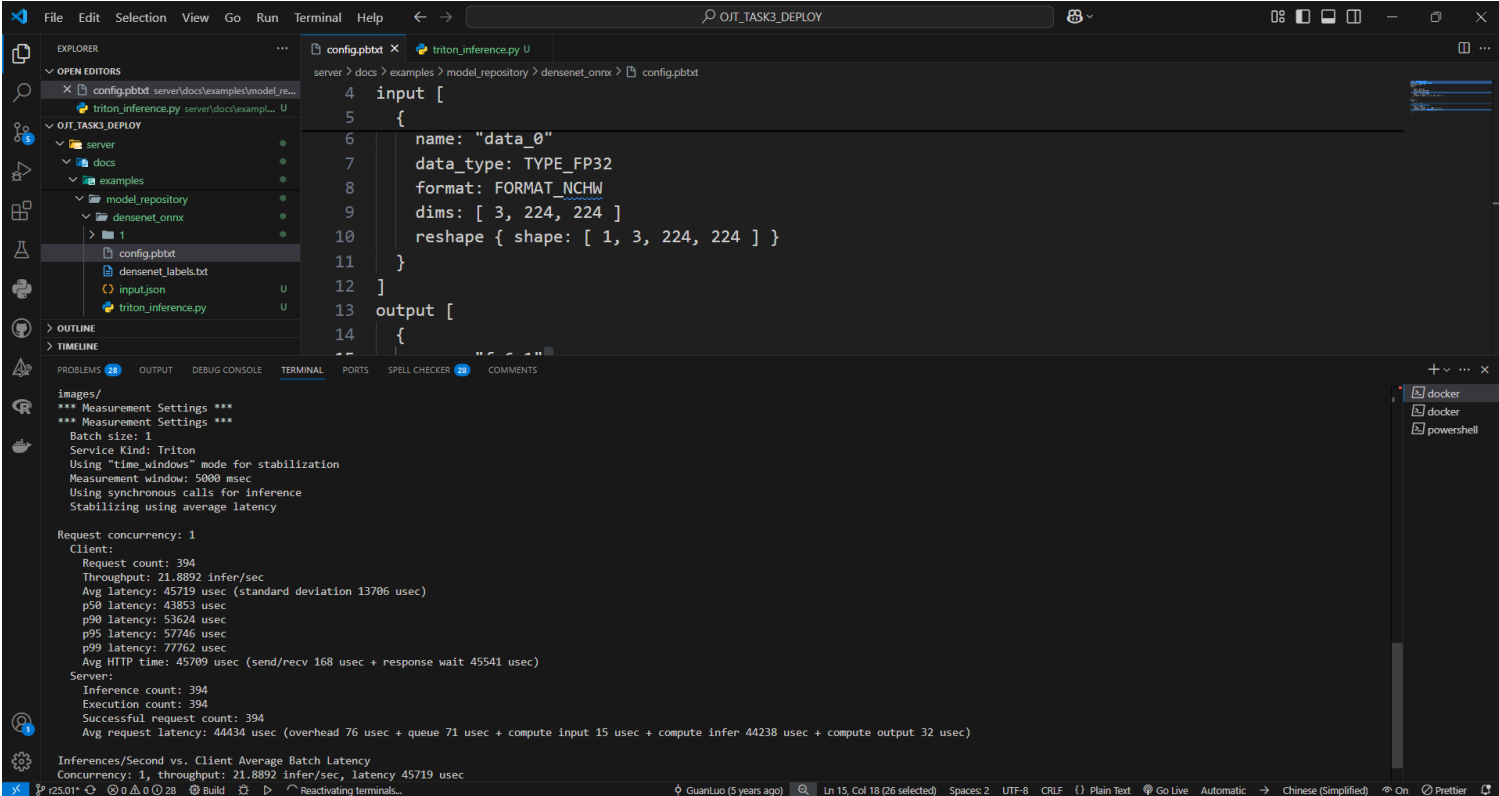 File Edit Selection View Go Run Terminal Help
OJT_TASK3_DEPLOY
EXPLORER
OPEN EDITORS
config.pbtxt server\docs\examples\model_re...
triton_inference.py server\docs\exampl... U
OJT_TASK3_DEPLOY
server
docs
examples
model_repository
densenet_onnx
1
config.pbtxt
densenet_labels.txt
input.json U
triton_inference.py U
OUTLINE
TIMELINE
config.pbtxt
triton_inference.py U
server > docs > examples > model_repository > densenet_onnx > config.pbtxt
4 input [
5 {
6 name: "data_0"
7 data_type: TYPE_FP32
8 format: FORMAT_NCHW
9 dims: [ 3, 224, 224 ]
10 reshape { shape: [ 1, 3, 224, 224 ] }
11 }
12 ]
13 output [
14 {
PROBLEMS 28 OUTPUT DEBUG CONSOLE TERMINAL PORTS SPELL CHECKER 28 COMMENTS
images/
*** Measurement Settings ***
*** Measurement Settings ***
Batch size: 1
Service Kind: Triton
Using "time_windows" mode for stabilization
Measurement window: 5000 msec
Using synchronous calls for inference
Stabilizing using average latency
Request concurrency: 1
Client:
Request count: 394
Throughput: 21.8892 infer/sec
Avg latency: 45719 usec (standard deviation 13706 usec)
p50 latency: 43853 usec
p90 latency: 53624 usec
p95 latency: 57746 usec
p99 latency: 77762 usec
Avg HTTP time: 45709 usec (send/recv 168 usec + response wait 45541 usec)
Server:
Inference count: 394
Execution count: 394
Successful request count: 394
Avg request latency: 44434 usec (overhead 76 usec + queue 71 usec + compute input 15 usec + compute infer 44238 usec + compute output 32 usec)
Inferences/Second vs. Client Average Batch Latency
Concurrency: 1, throughput: 21.8892 infer/sec, latency 45719 usec
docker
docker
powershell
5
1
r25.01* 0 0 28 Build Reactivating terminals... GuanLuo (5 years ago) Ln 15, Col 18 (26 selected) Spaces: 2 UTF-8 CRLF {} Plain Text Go Live Automatic → Chinese (Simplified) On Prettier